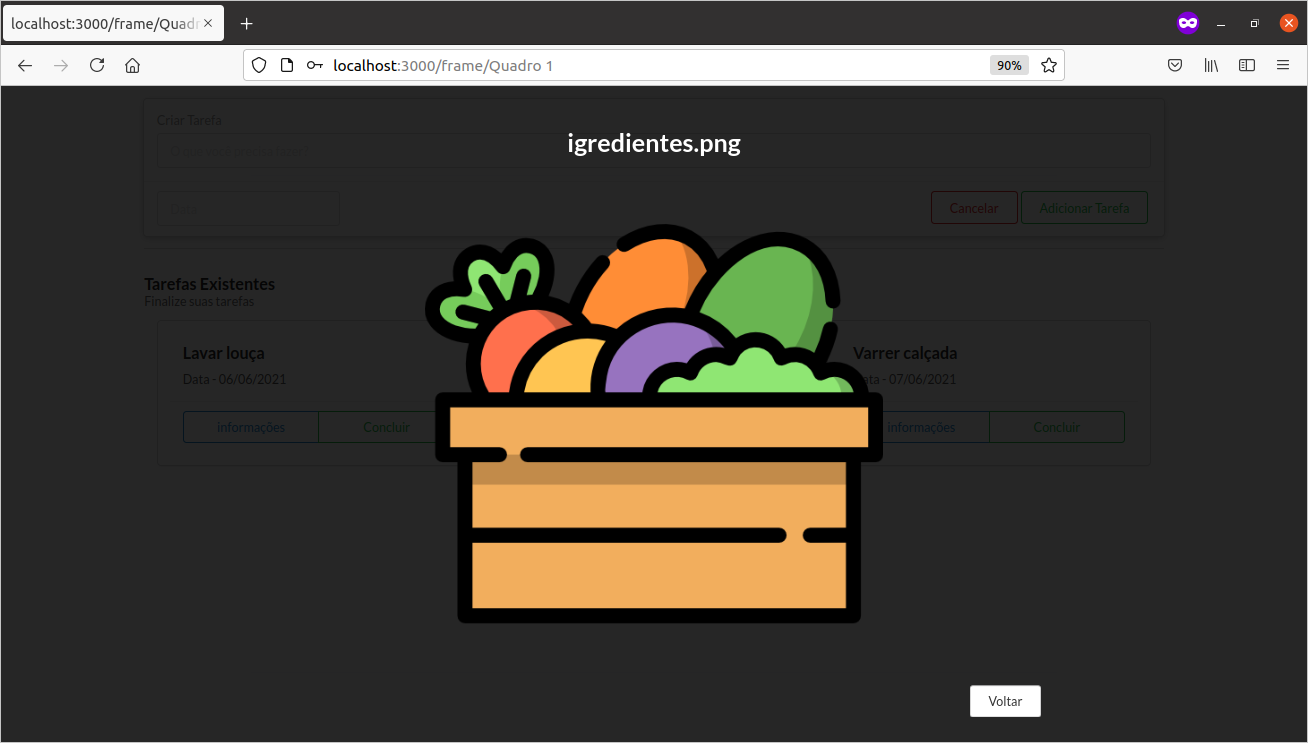 localhost:3000/frame/Quadr
localhost:3000/frame/Quadro 1
90%
Criar Tarefa
igredientes.png
Cancelar
Adicionar Tarefa
Tarefas Existentes
Finalize suas tarefas
Lavar louça
Varrer calçada
Data - 06/06/2021
ata - 07/06/2021
informações
Concluir
informações
Concluir
Voltar